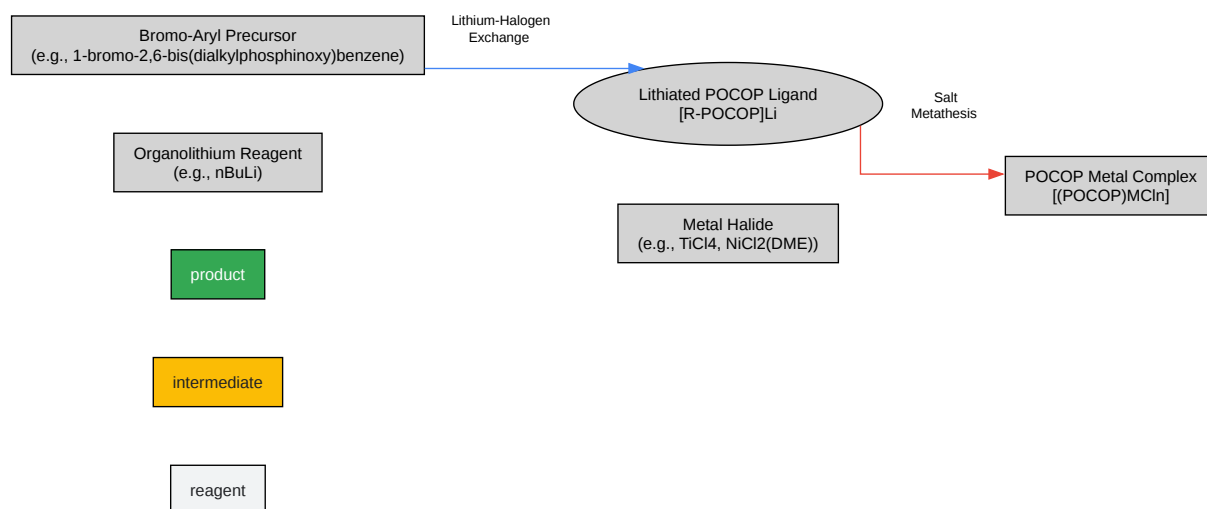 Bromo-Aryl Precursor
(e.g., 1-bromo-2,6-bis(dialkylphosphinoxy)benzene)
Lithium-Halogen
Exchange
Lithiated POCOP Ligand
[R-POCOP]Li
Salt
Metathesis
Organolithium Reagent
(e.g., nBuLi)
POCOP Metal Complex
[(POCOP)MCln]
Metal Halide
(e.g., TiCl4, NiCl2(DME))
product
intermediate
reagent